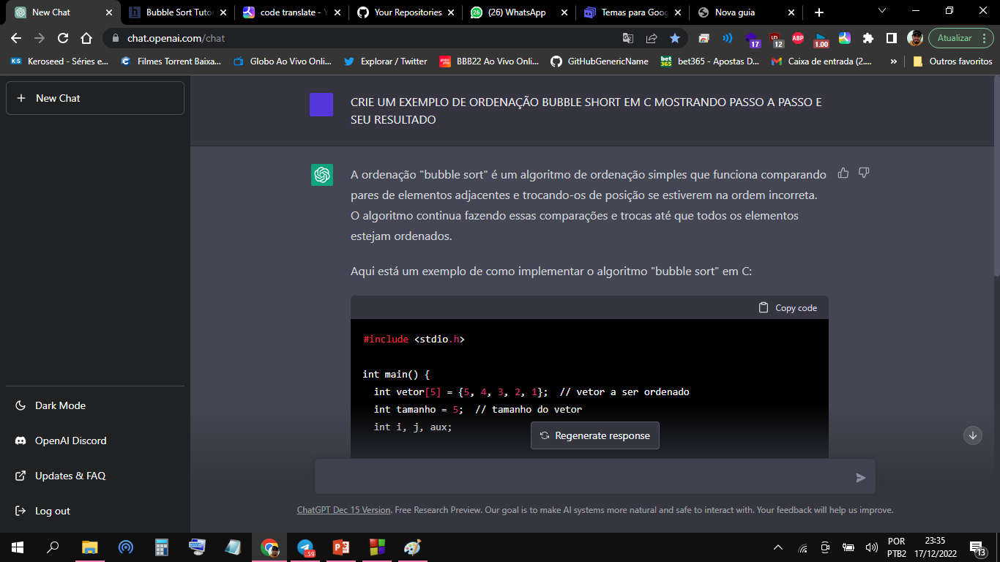 New Chat
Bubble Sort Tutor
code translate - Y
Your Repositories
(26) WhatsApp
Temas para Goog
Nova guia
chat.openai.com/chat
17
12
ABP
1.00
Atualizar
Keroseed - Séries e...
Filmes Torrent Baixa...
Globo Ao Vivo Onli...
Explorar / Twitter
BBB22 Ao Vivo Onli...
GitHubGenericName
bet365
bet365 - Apostas D...
Caixa de entrada (2....
»
Outros favoritos
New Chat
CRIE UM EXEMPLO DE ORDENAÇÃO BUBBLE SHORT EM C MOSTRANDO PASSO A PASSO E
SEU RESULTADO
A ordenação "bubble sort" é um algoritmo de ordenação simples que funciona comparando
pares de elementos adjacentes e trocando-os de posição se estiverem na ordem incorreta.
O algoritmo continua fazendo essas comparações e trocas até que todos os elementos
estejam ordenados.
Aqui está um exemplo de como implementar o algoritmo "bubble sort" em C:
Copy code
#include <stdio.h>
int main() {
int vetor[5] = {5, 4, 3, 2, 1};  // vetor a ser ordenado
int tamanho = 5;  // tamanho do vetor
int i, j, aux;
Regenerate response
Dark Mode
OpenAI Discord
Updates & FAQ
Log out
ChatGPT Dec 15 Version. Free Research Preview. Our goal is to make AI systems more natural and safe to interact with. Your feedback will help us improve.
POR
PTB2
23:35
17/12/2022
13